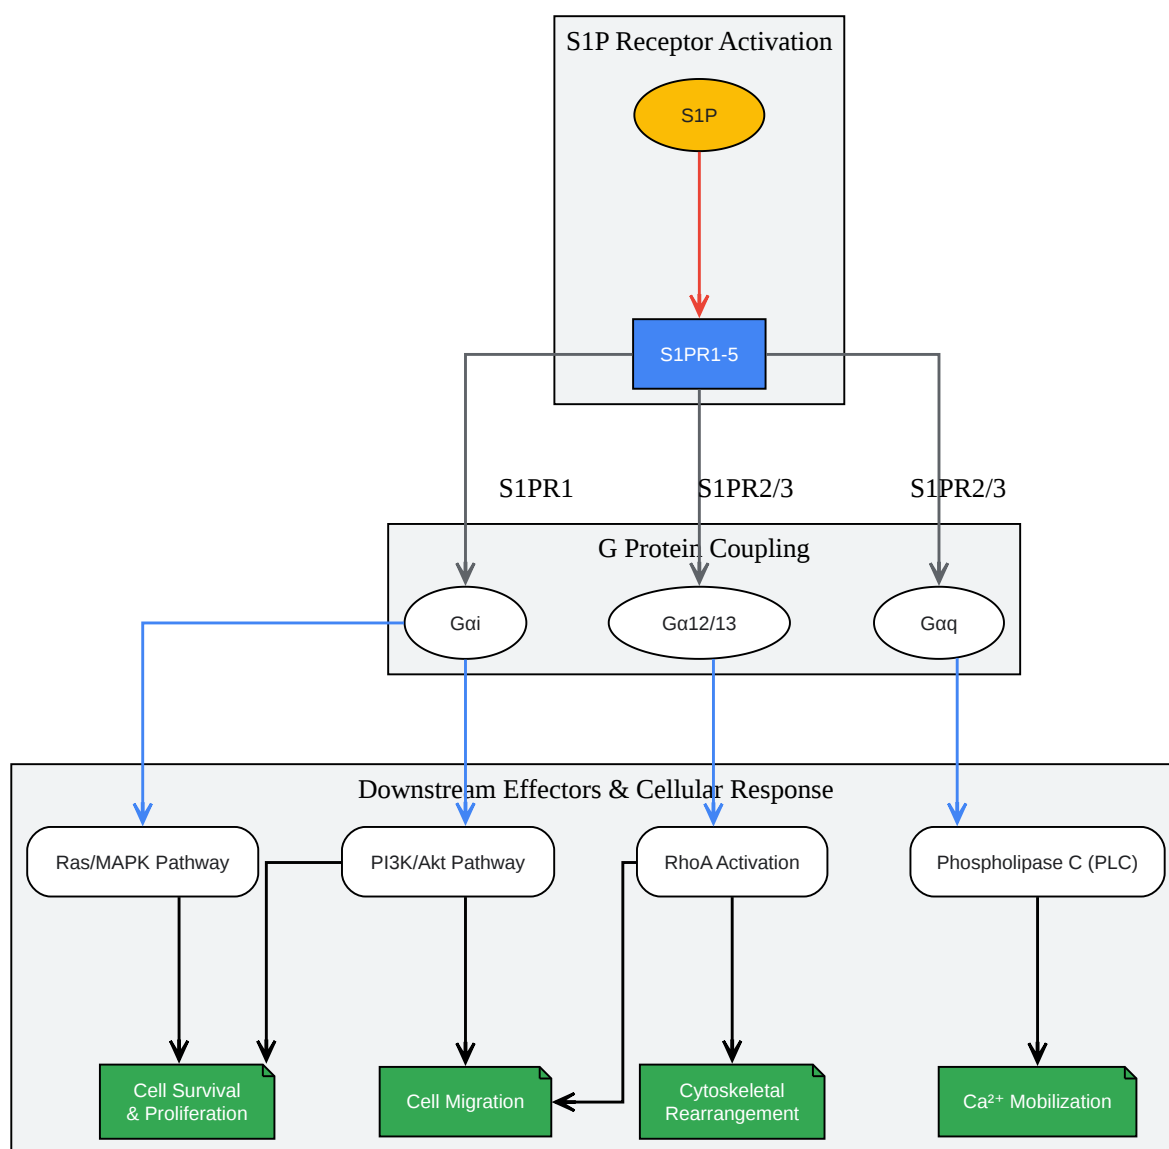 S1P Receptor Activation
S1P
S1PR1-5
S1PR1
S1PR2/3
S1PR2/3
G Protein Coupling
Gαi
Gα12/13
Gαq
Downstream Effectors & Cellular Response
Ras/MAPK Pathway
PI3K/Akt Pathway
RhoA Activation
Phospholipase C (PLC)
Cell Survival
& Proliferation
Cell Migration
Cytoskeletal
Rearrangement
Ca²⁺ Mobilization